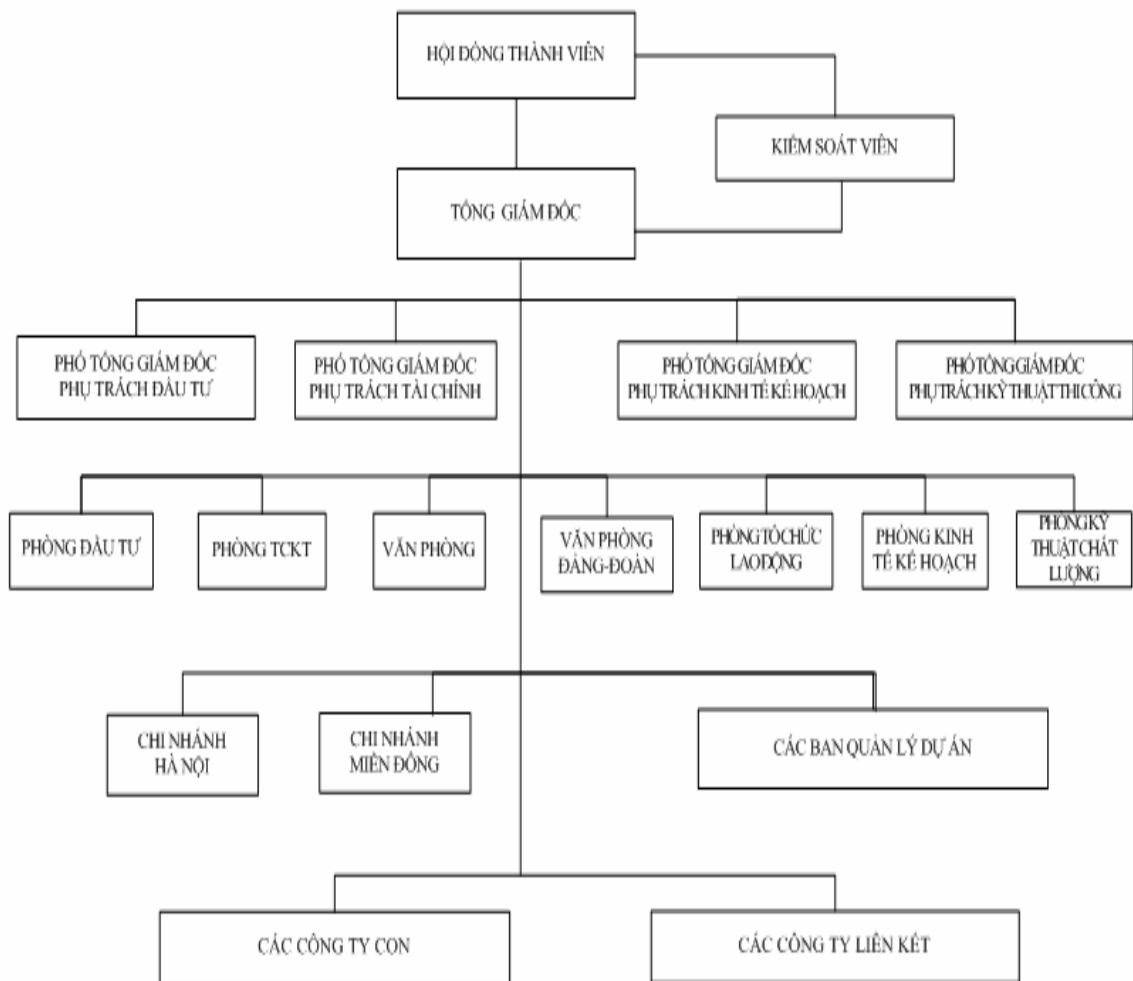 HỘI ĐỒNG THÀNH VIÊN
KIỂM SOÁT VIÊN
TỔNG GIÁM ĐỐC
PHÓ TỔNG GIÁM ĐỐC
PHỤ TRÁCH ĐẦU TƯ
PHÓ TỔNG GIÁM ĐỐC
PHỤ TRÁCH TÀI CHÍNH
PHÓ TỔNG GIÁM ĐỐC
PHỤ TRÁCH KINH TẾ KẾ HOẠCH
PHÓ TỔNG GIÁM ĐỐC
PHỤ TRÁCH KỸ THUẬT THI CÔNG
PHÒNG ĐẦU TƯ
PHÒNG TCKT
VĂN PHÒNG
VĂN PHÒNG
ĐẢNG-ĐOÀN
PHÒNG TỔ CHỨC
LAO ĐỘNG
PHÒNG KINH
TẾ KẾ HOẠCH
PHÒNG KỸ
THUẬT CHẤT
LƯỢNG
CHI NHÁNH
HÀ NỘI
CHI NHÁNH
MIỀN ĐÔNG
CÁC BAN QUẢN LÝ DỰ ÁN
CÁC CÔNG TY CON
CÁC CÔNG TY LIÊN KẾT